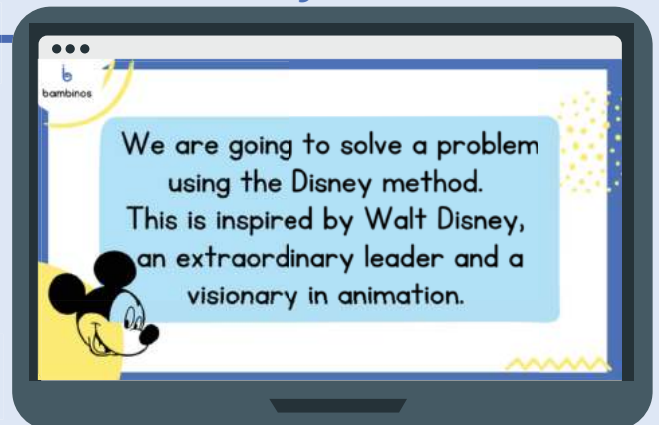 bambinos
We are going to solve a problem
using the Disney method.
This is inspired by Walt Disney,
an extraordinary leader and a
visionary in animation.